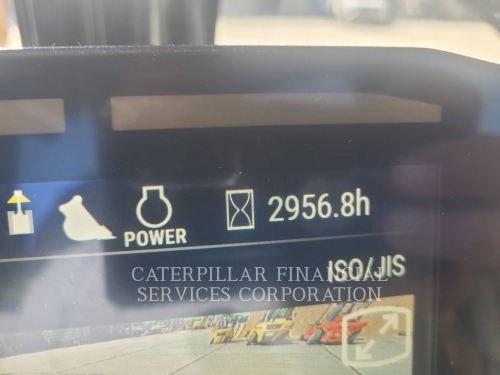 2956.8h
POWER
ISO/JIS
CATERPILLAR FINANCIAL
SERVICES CORPORATION